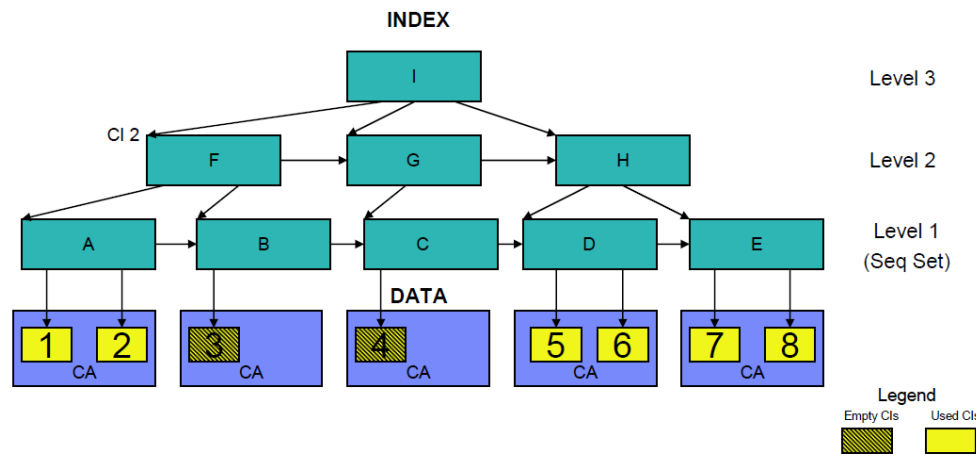 INDEX
I
Level 3
CI 2
F
G
H
Level 2
A
B
C
D
E
Level 1
(Seq Set)
DATA
1
2
3
4
5
6
7
8
CA
CA
CA
CA
CA
Legend
Empty CIs
Used CIs